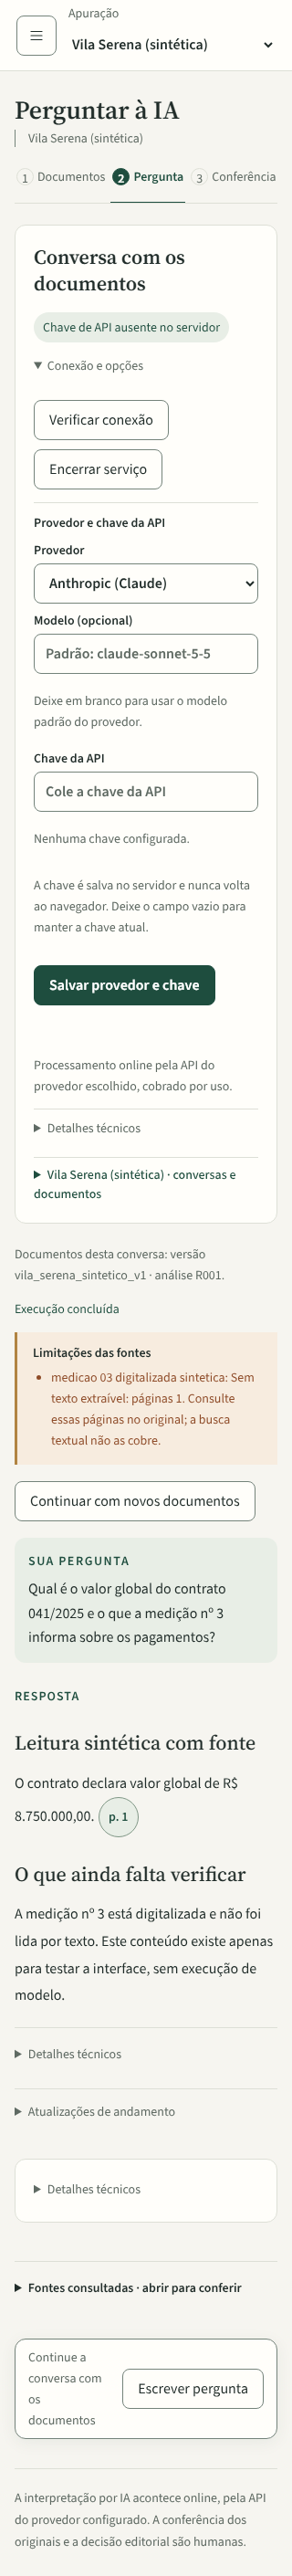 Apuração
Vila Serena (sintética)
Perguntar à IA
Vila Serena (sintética)
1 Documentos 2 Pergunta 3 Conferência
Conversa com os
documentos
Chave de API ausente no servidor
▼ Conexão e opções
Verificar conexão
Encerrar serviço
Provedor e chave da API
Provedor
Anthropic (Claude)
Modelo (opcional)
Padrão: claude-sonnet-5-5
Deixe em branco para usar o modelo
padrão do provedor.
Chave da API
Cole a chave da API
Nenhuma chave configurada.
A chave é salva no servidor e nunca volta
ao navegador. Deixe o campo vazio para
manter a chave atual.
Salvar provedor e chave
Processamento online pela API do
provedor escolhido, cobrado por uso.
▶ Detalhes técnicos
▶ Vila Serena (sintética) · conversas e
documentos
Documentos desta conversa: versão
vila_serena_sintetico_v1 · análise R001.
Execução concluída
Limitações das fontes
• medicao 03 digitalizada sintetica: Sem
texto extraível: páginas 1. Consulte
essas páginas no original; a busca
textual não as cobre.
Continuar com novos documentos
SUA PERGUNTA
Qual é o valor global do contrato
041/2025 e o que a medição nº 3
informa sobre os pagamentos?
RESPOSTA
Leitura sintética com fonte
O contrato declara valor global de R$
8.750.000,00. p. 1
O que ainda falta verificar
A medição nº 3 está digitalizada e não foi
lida por texto. Este conteúdo existe apenas
para testar a interface, sem execução de
modelo.
▶ Detalhes técnicos
▶ Atualizações de andamento
▶ Detalhes técnicos
▶ Fontes consultadas · abrir para conferir
Continue a
conversa com
os
documentos
Escrever pergunta
A interpretação por IA acontece online, pela API
do provedor configurado. A conferência dos
originais e a decisão editorial são humanas.